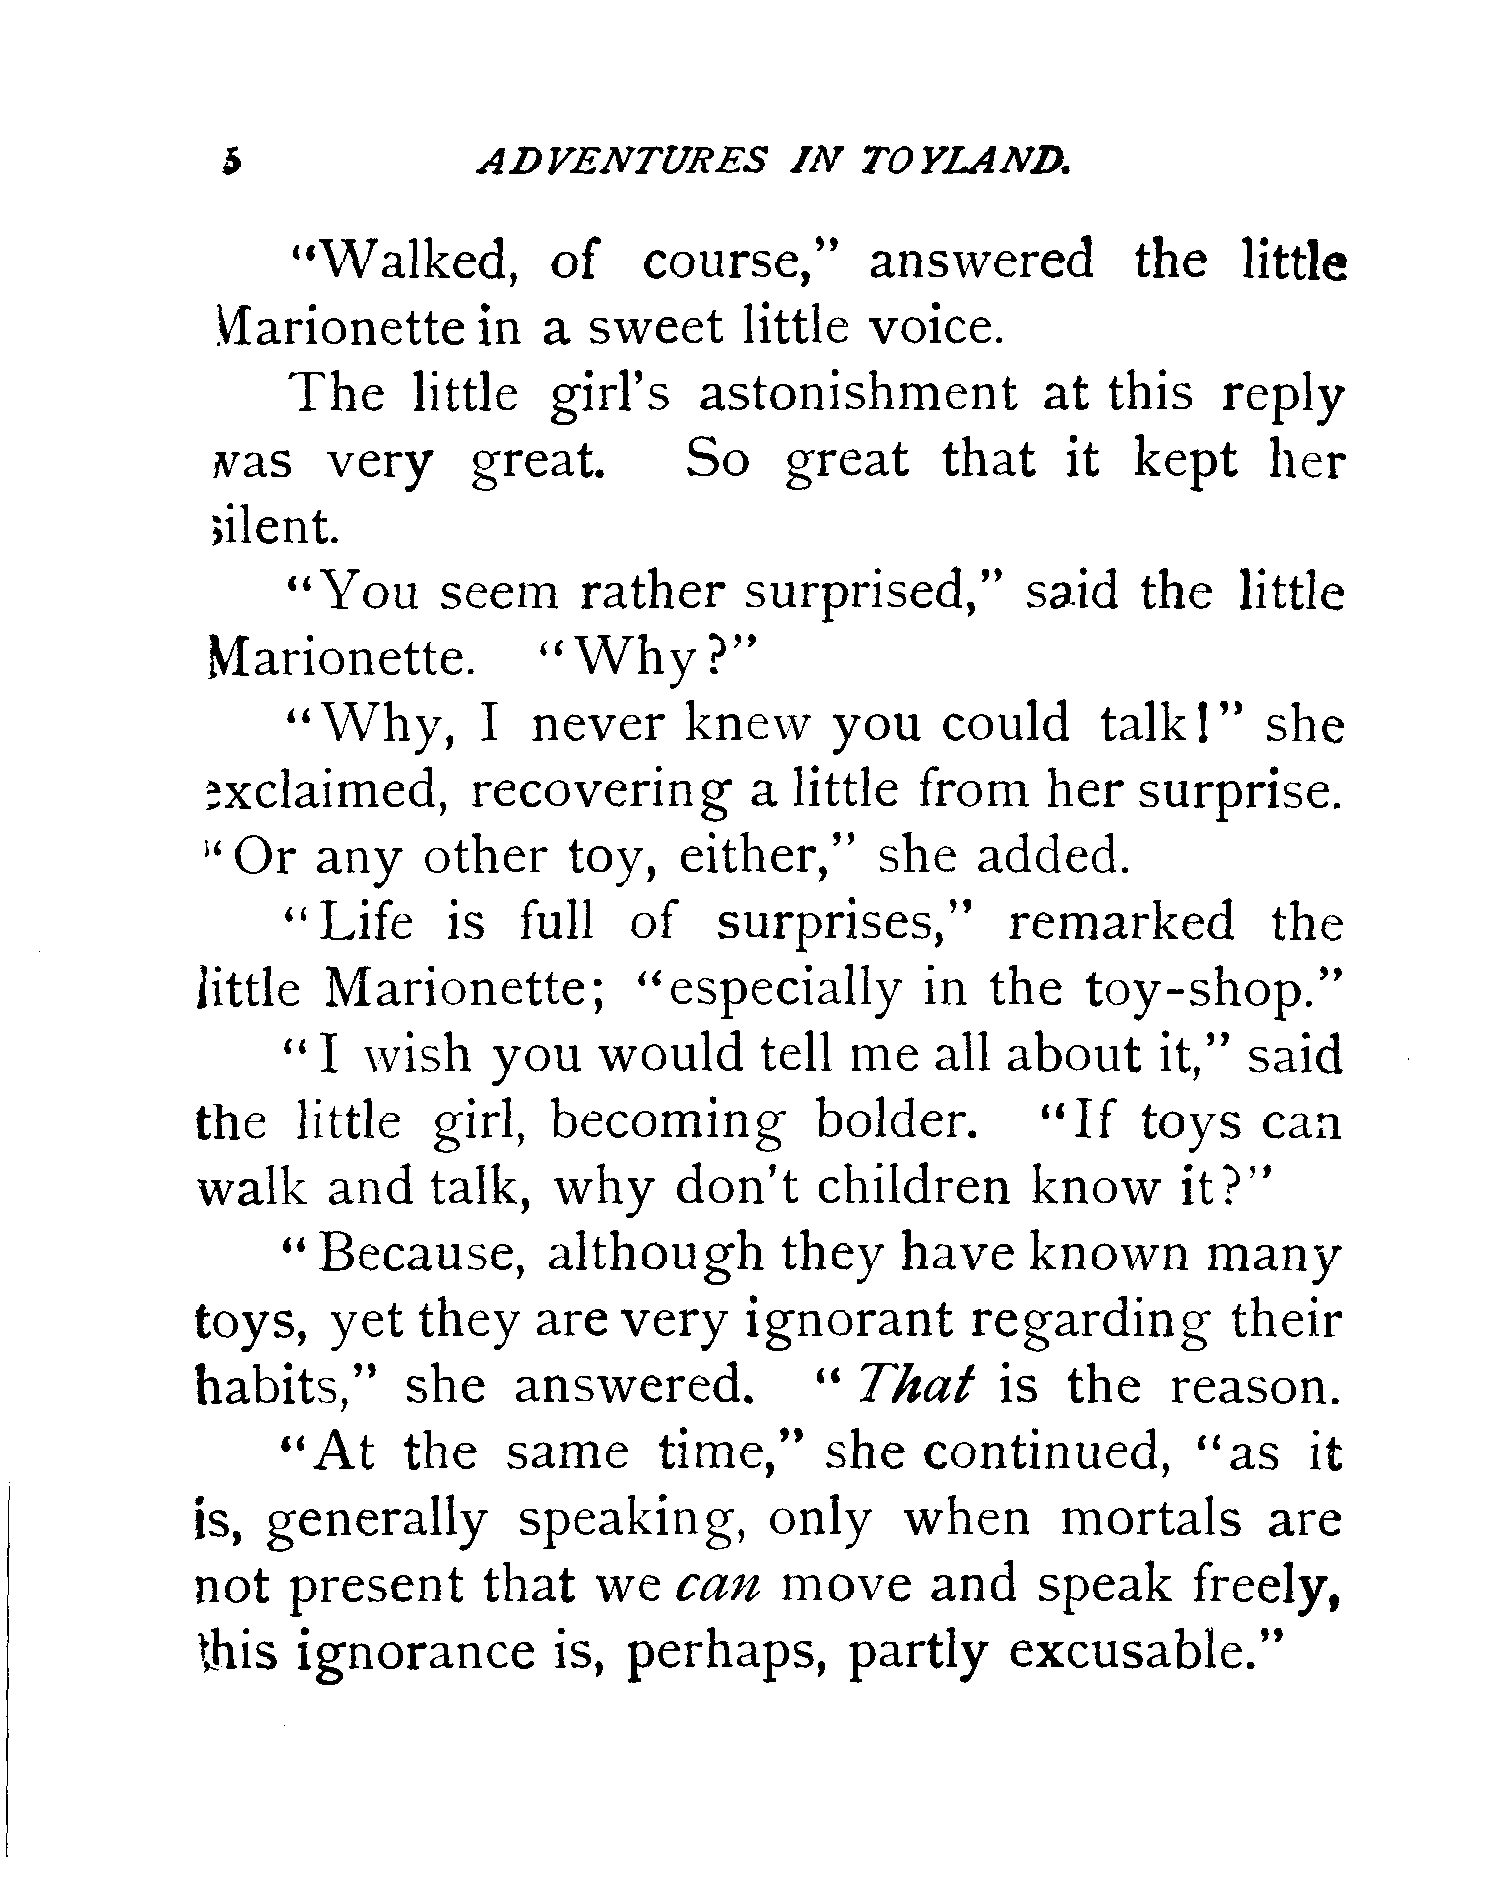 5 ADVENTURES IN TOYLAND.
"Walked, of course," answered the little
Marionette in a sweet little voice.
The little girl's astonishment at this reply
was very great. So great that it kept her
silent.
"You seem rather surprised," said the little
Marionette. "Why?"
"Why, I never knew you could talk!" she
exclaimed, recovering a little from her surprise.
"Or any other toy, either," she added.
"Life is full of surprises," remarked the
little Marionette; "especially in the toy-shop."
"I wish you would tell me all about it," said
the little girl, becoming bolder. "If toys can
walk and talk, why don't children know it?"
"Because, although they have known many
toys, yet they are very ignorant regarding their
habits," she answered. "That is the reason.
"At the same time," she continued, "as it
is, generally speaking, only when mortals are
not present that we can move and speak freely,
this ignorance is, perhaps, partly excusable."